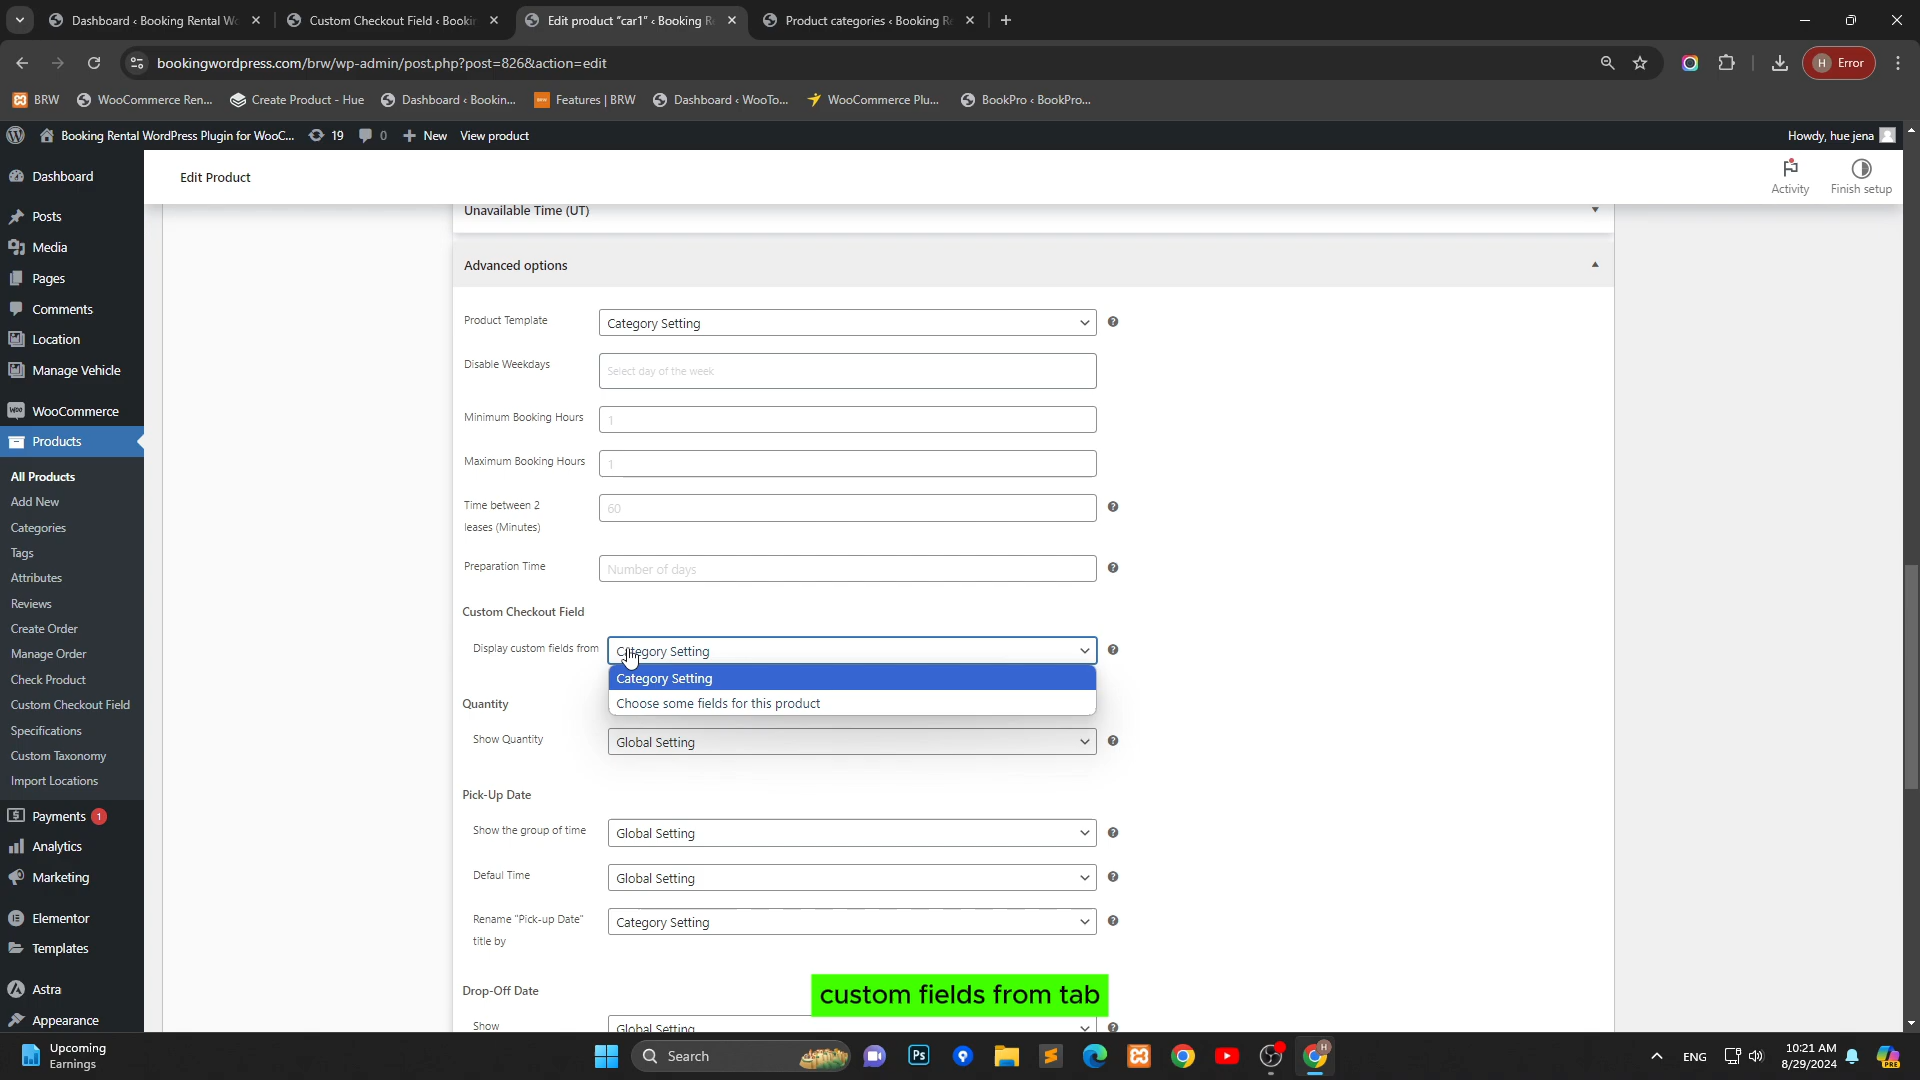 Dashboard ‹ Booking Rental W
Custom Checkout Field ‹ Booki
Edit product “car1” ‹ Booking R
Product categories ‹ Booking R
bookingwordpress.com/brw/wp-admin/post.php?post=826&action=edit
H Error
BRW
WooCommerce Ren...
Create Product - Hue
Dashboard ‹ Bookin...
Features | BRW
Dashboard ‹ WooTo...
WooCommerce Plu...
BookPro ‹ BookPro...
Booking Rental WordPress Plugin for WooC...
19
0
New
View product
Howdy, hue jena
Dashboard
Posts
Media
Pages
Comments
Location
Manage Vehicle
WooCommerce
Products
All Products
Add New
Categories
Tags
Attributes
Reviews
Create Order
Manage Order
Check Product
Custom Checkout Field
Specifications
Custom Taxonomy
Import Locations
Payments 1
Analytics
Marketing
Elementor
Templates
Astra
Appearance
Edit Product
Activity
Finish setup
Unavailable Time (UT)
Advanced options
Product Template
Category Setting
Disable Weekdays
Select day of the week
Minimum Booking Hours
1
Maximum Booking Hours
1
Time between 2
leases (Minutes)
60
Preparation Time
Number of days
Custom Checkout Field
Display custom fields from
Category Setting
Category Setting
Choose some fields for this product
Quantity
Show Quantity
Global Setting
Pick-Up Date
Show the group of time
Global Setting
Defaul Time
Global Setting
Rename "Pick-up Date"
title by
Category Setting
Drop-Off Date
Show
Global Setting
custom fields from tab
Upcoming
Earnings
Search
Ps
H
ENG
10:21 AM
8/29/2024
PRE